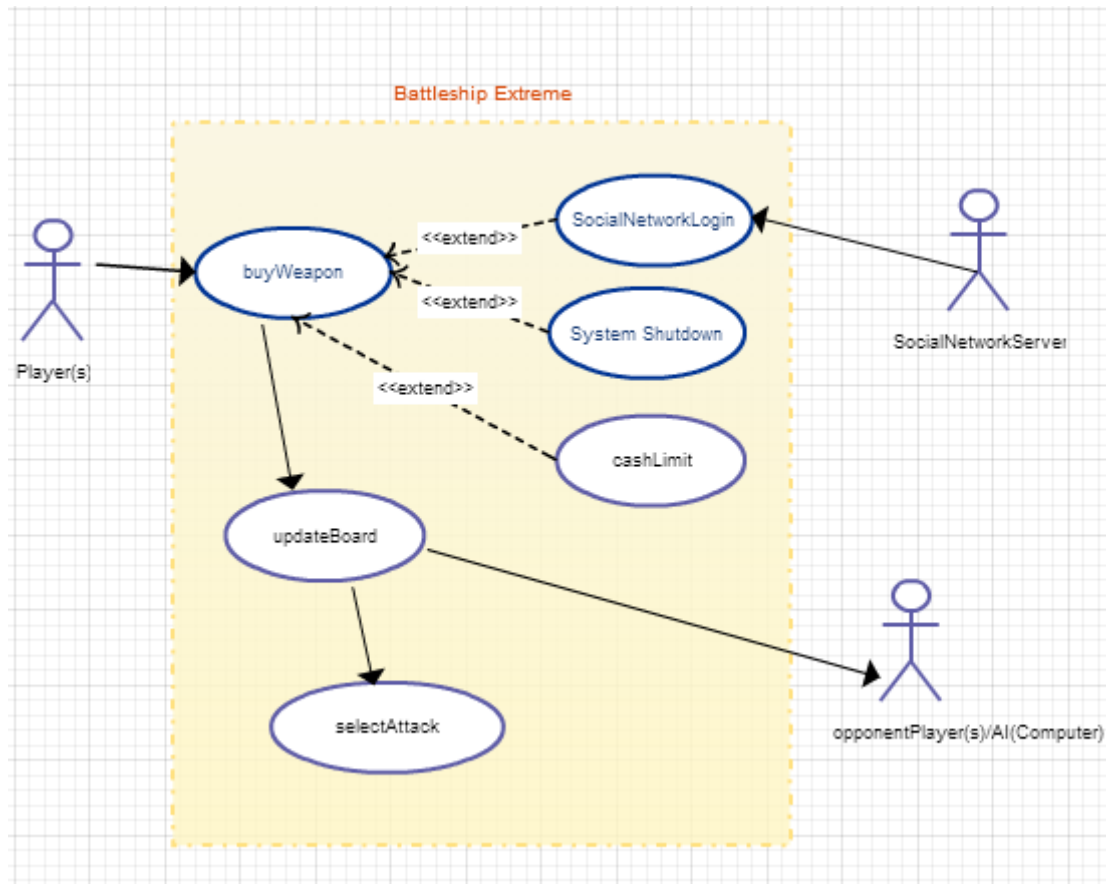 Battleship Extreme
SocialNetworkLogin
<<extend>>
buyWeapon
<<extend>>
System Shutdown
SocialNetworkServer
Player(s)
<<extend>>
cashLimit
updateBoard
selectAttack
opponentPlayer(s)/AI(Computer)